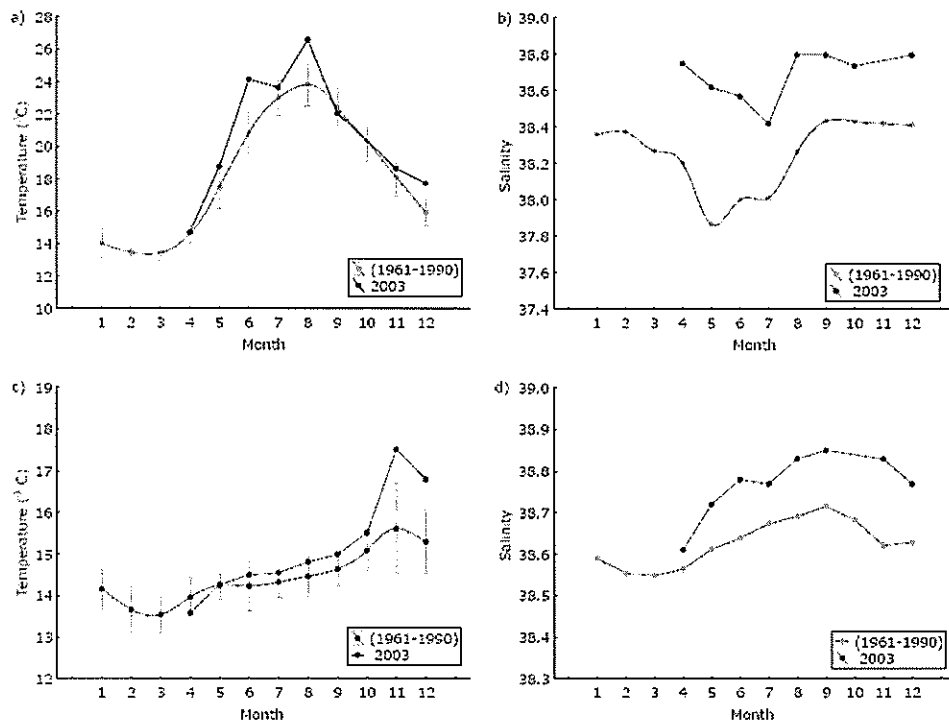 a)
28
26
24
22
20
18
16
14
12
10
Temperature (°C)
(1961-1990)
2003
1 2 3 4 5 6 7 8 9 10 11 12
Month
b)
39.0
38.8
38.6
38.4
38.2
38.0
37.8
37.6
37.4
Salinity
(1961-1990)
2003
1 2 3 4 5 6 7 8 9 10 11 12
Month
c)
19
18
17
16
15
14
13
12
Temperature (° C)
(1961-1990)
2003
1 2 3 4 5 6 7 8 9 10 11 12
Month
d)
39.0
38.9
38.8
38.7
38.6
38.5
38.4
38.3
Salinity
(1961-1990)
2003
1 2 3 4 5 6 7 8 9 10 11 12
Month